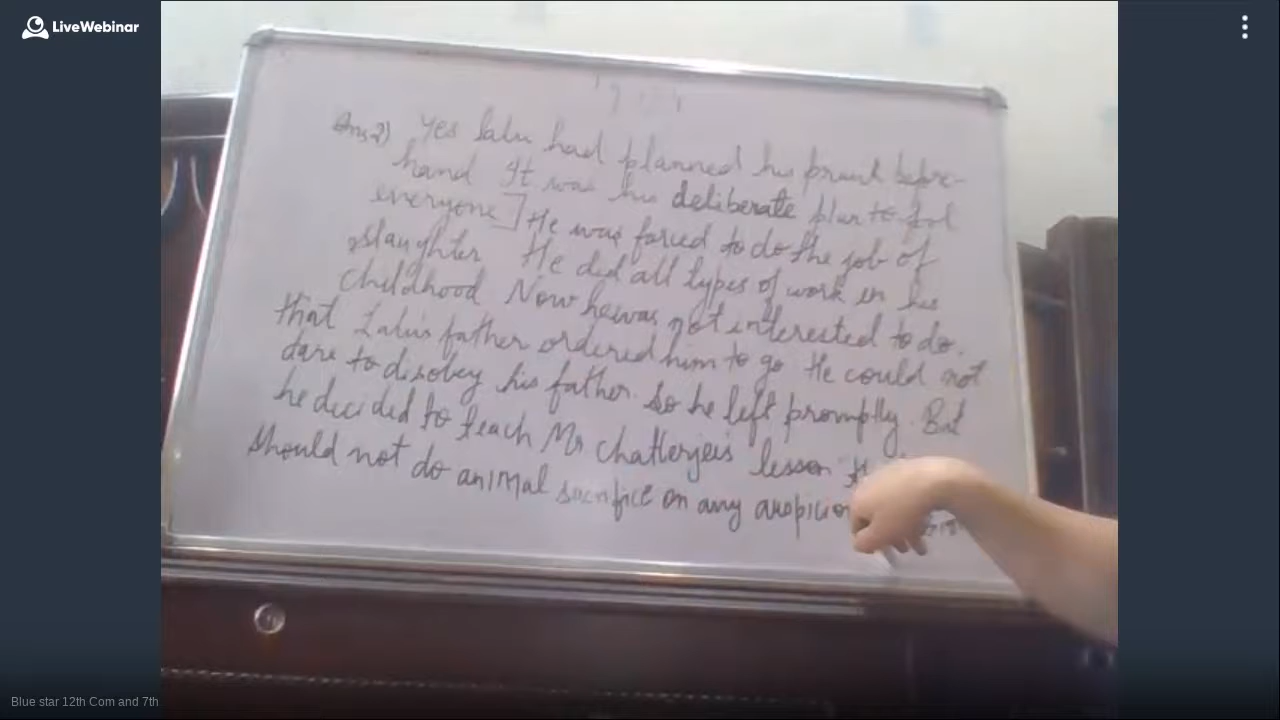 LiveWebinar
Ans 2) Yes Lalu had planned his prank before-
hand It was his deliberate plan to fool
everyone] He was forced to do the job of
slaughter He did all types of work in his
childhood Now he was not interested to do.
that Lalu's father ordered him to go He could not
dare to disobey his father. So he left promptly. But
he decided to teach Mr Chatterjee's lesson
should not do animal sacrifice on any
Blue star 12th Com and 7th